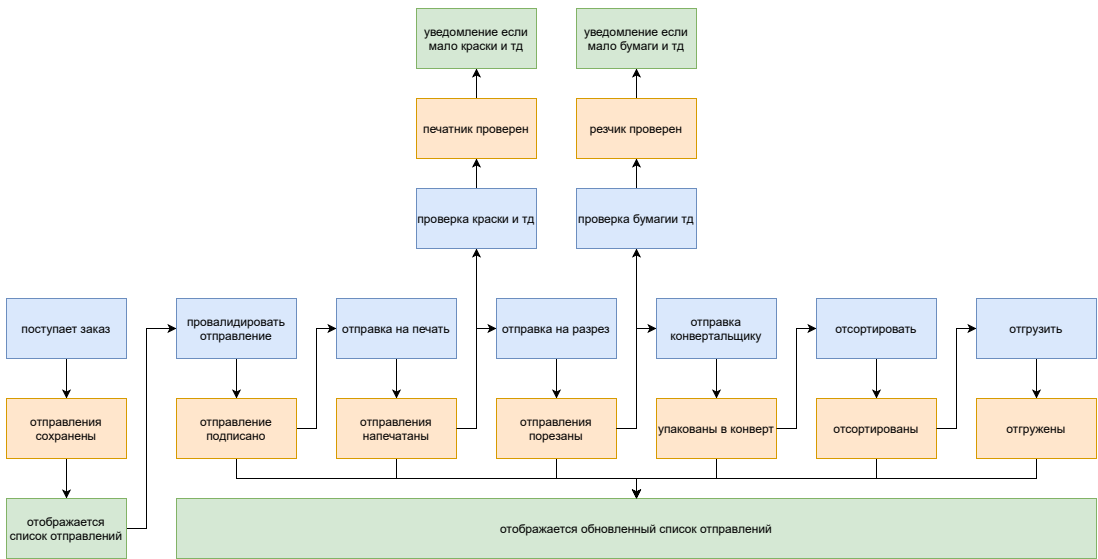 уведомление если
мало краски и тд
уведомление если
мало бумаги и тд
печатник проверен
резчик проверен
проверка краски и тд
проверка бумагии тд
поступает заказ
провалидировать
отправление
отправка на печать
отправка на разрез
отправка
конвертальщику
отсортировать
отгрузить
отправления
сохранены
отправление
подписано
отправления
напечатаны
отправления
порезаны
упакованы в конверт
отсортированы
отгружены
отображается
список отправлений
отображается обновленный список отправлений